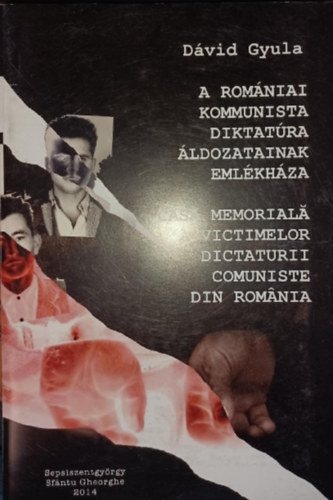 Dávid Gyula
A ROMÁNIAI
KOMMUNISTA
DIKTATÚRA
ÁLDOZATAINAK
EMLÉKHÁZA
MEMORIALĂ
VICTIMELOR
DICTATURII
COMUNISTE
DIN ROMÂNIA
Sepsiszentgyörgy
Sfântu Gheorghe
2014